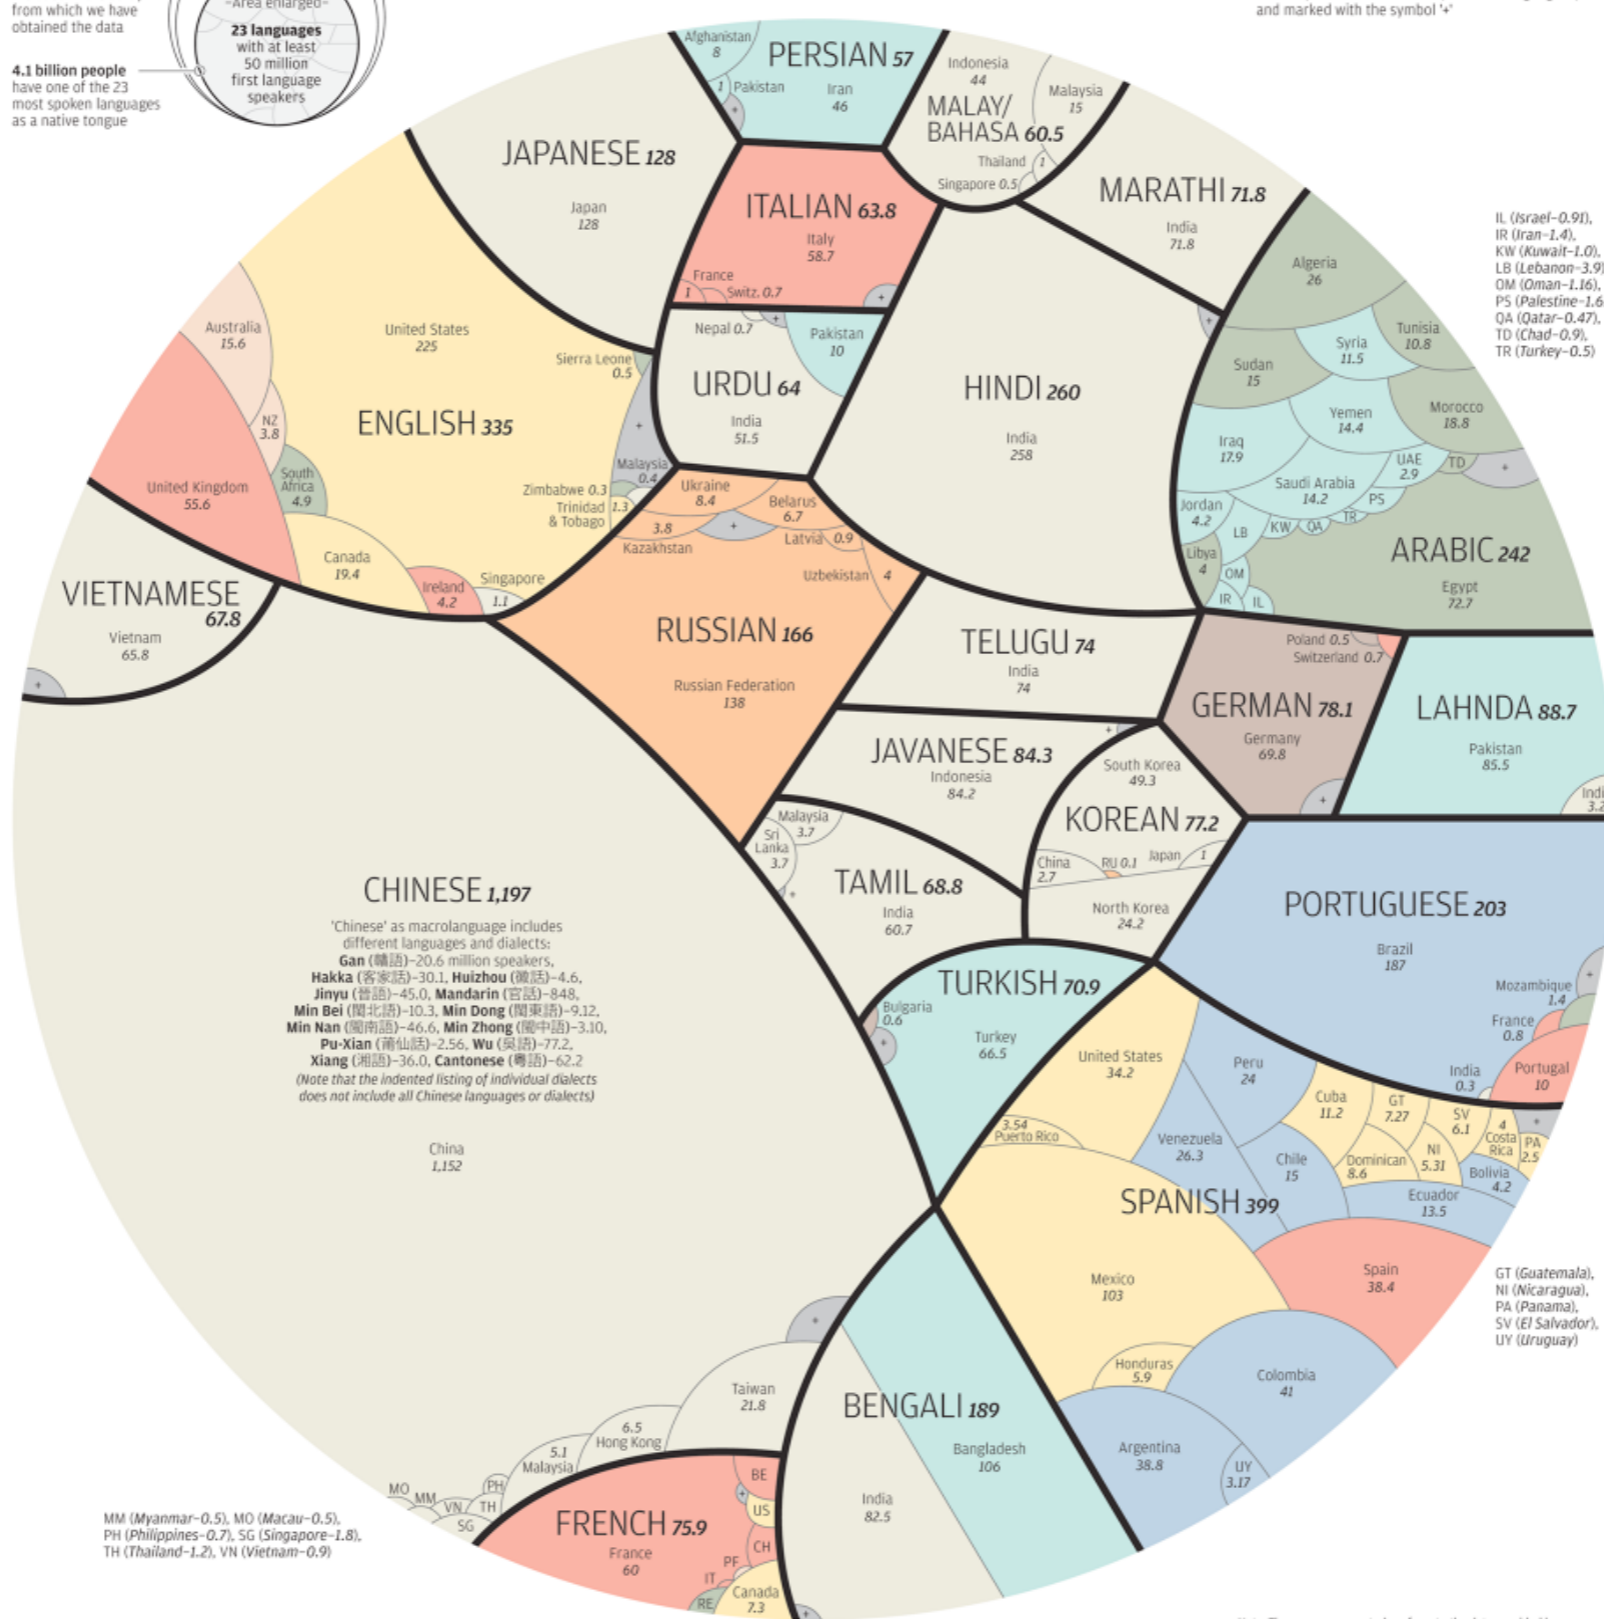 from which we have
obtained the data
-Area enlarged-
23 languages
with at least
50 million
first language
speakers
4.1 billion people
have one of the 23
most spoken languages
as a native tongue
and marked with the symbol '+'
Afghanistan
8
PERSIAN 57
1 Pakistan
Iran
46
+
Indonesia
44
Malaysia
15
MALAY/
BAHASA 60.5
Thailand 1
Singapore 0.5
JAPANESE 128
Japan
128
ITALIAN 63.8
Italy
58.7
France
1
Switz. 0.7
+
MARATHI 71.8
India
71.8
+
IL (Israel-0.91),
IR (Iran-1.4),
KW (Kuwait-1.0),
LB (Lebanon-3.9)
OM (Oman-1.16),
PS (Palestine-1.6
QA (Qatar-0.47),
TD (Chad-0.9),
TR (Turkey-0.5)
Australia
15.6
United States
225
Sierra Leone
0.5
ENGLISH 335
NZ
3.8
South
Africa
4.9
United Kingdom
55.6
+
Malaysia
0.4
Zimbabwe 0.3
Trinidad
& Tobago
1.3
Canada
19.4
Ireland
4.2
Singapore
1.1
Nepal 0.7
+
Pakistan
10
URDU 64
India
51.5
HINDI 260
India
258
Algeria
26
Tunisia
10.8
Syria
11.5
Sudan
15
Morocco
18.8
Yemen
14.4
Iraq
17.9
UAE
2.9
TD
+
Saudi Arabia
14.2
PS
Jordan
4.2
LB
KW
QA
TR
Libya
4
OM
IR
IL
ARABIC 242
Egypt
72.7
VIETNAMESE
67.8
Vietnam
65.8
+
Ukraine
8.4
Belarus
6.7
3.8
Kazakhstan
+
Latvia 0.9
Uzbekistan 4
RUSSIAN 166
Russian Federation
138
TELUGU 74
India
74
Poland 0.5
Switzerland 0.7
GERMAN 78.1
Germany
69.8
+
LAHNDA 88.7
Pakistan
85.5
Indi
3.2
JAVANESE 84.3
Indonesia
84.2
+
South Korea
49.3
KOREAN 77.2
China
2.7
RU 0.1
Japan 1
North Korea
24.2
Malaysia
3.7
Sri
Lanka
3.7
+
TAMIL 68.8
India
60.7
CHINESE 1,197
'Chinese' as macrolanguage includes
different languages and dialects:
Gan (贛語)-20.6 million speakers,
Hakka (客家話)-30.1, Huizhou (徽話)-4.6,
Jinyu (晉語)-45.0, Mandarin (官話)-848,
Min Bei (閩北語)-10.3, Min Dong (閩東語)-9.12,
Min Nan (閩南語)-46.6, Min Zhong (閩中語)-3.10,
Pu-Xian (莆仙話)-2.56, Wu (吳語)-77.2,
Xiang (湘語)-36.0, Cantonese (粵語)-62.2
(Note that the indented listing of individual dialects
does not include all Chinese languages or dialects)
China
1,152
PORTUGUESE 203
Brazil
187
+
Mozambique
1.4
France
0.8
India
0.3
Portugal
10
TURKISH 70.9
Bulgaria
0.6
+
Turkey
66.5
United States
34.2
3.54
Puerto Rico
Peru
24
Venezuela
26.3
Cuba
11.2
GT
7.27
SV
6.1
4
Costa
Rica
+
PA
2.5
Chile
15
Dominican
8.6
NI
5.31
Bolivia
4.2
Ecuador
13.5
SPANISH 399
Mexico
103
Spain
38.4
Honduras
5.9
Colombia
41
Argentina
38.8
UY
3.17
GT (Guatemala),
NI (Nicaragua),
PA (Panama),
SV (El Salvador),
UY (Uruguay)
+
Taiwan
21.8
6.5
Hong Kong
5.1
Malaysia
PH
MO
MM
VN
TH
SG
BENGALI 189
Bangladesh
106
India
82.5
+
MM (Myanmar-0.5), MO (Macau-0.5),
PH (Philippines-0.7), SG (Singapore-1.8),
TH (Thailand-1.2), VN (Vietnam-0.9)
FRENCH 75.9
France
60
BE
+
US
CH
PF
IT
RE
Canada
7.3